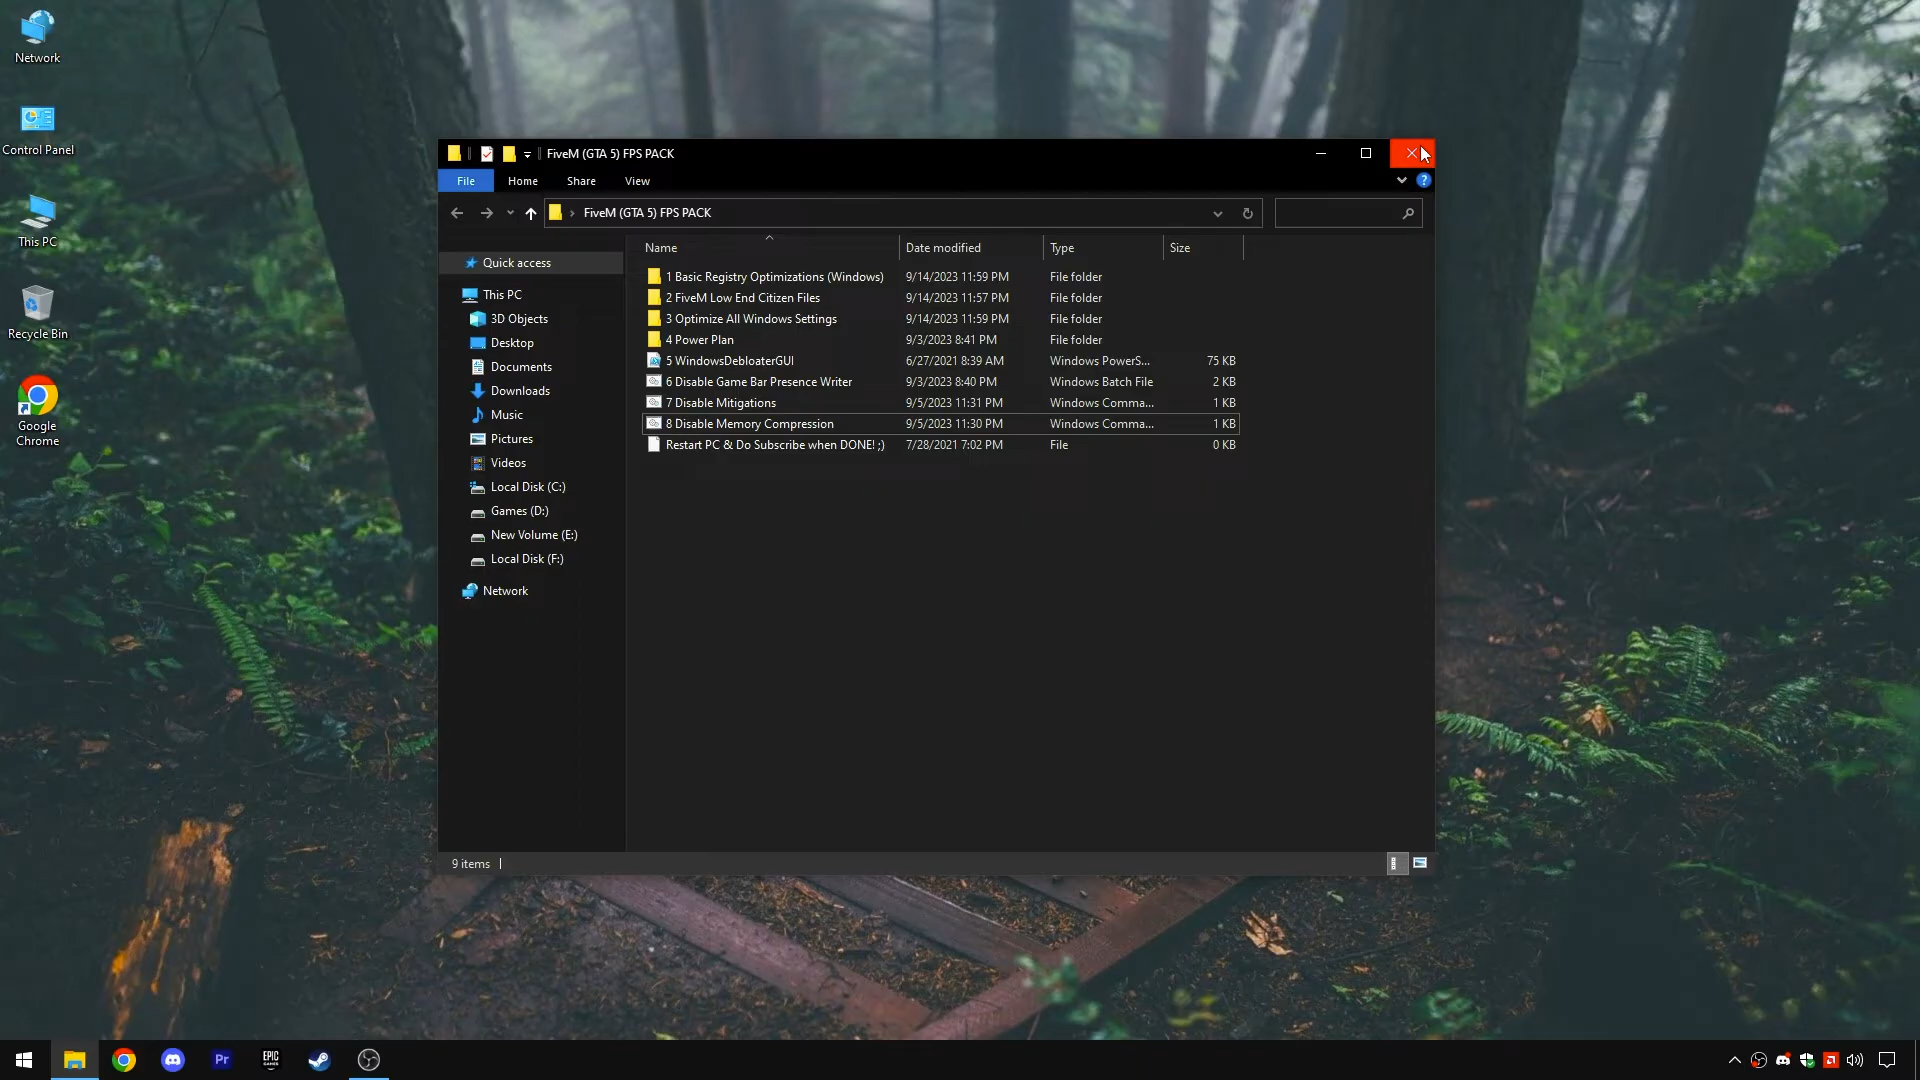 Network
Control Panel
This PC
Recycle Bin
Google
Chrome
FiveM (GTA 5) FPS PACK
File Home Share View
FiveM (GTA 5) FPS PACK
Name Date modified Type Size
Quick access
This PC
3D Objects
Desktop
Documents
Downloads
Music
Pictures
Videos
Local Disk (C:)
Games (D:)
New Volume (E:)
Local Disk (F:)
Network
1 Basic Registry Optimizations (Windows) 9/14/2023 11:59 PM File folder
2 FiveM Low End Citizen Files 9/14/2023 11:57 PM File folder
3 Optimize All Windows Settings 9/14/2023 11:59 PM File folder
4 Power Plan 9/3/2023 8:41 PM File folder
5 WindowsDebloaterGUI 6/27/2021 8:39 AM Windows PowerS... 75 KB
6 Disable Game Bar Presence Writer 9/3/2023 8:40 PM Windows Batch File 2 KB
7 Disable Mitigations 9/5/2023 11:31 PM Windows Comma... 1 KB
8 Disable Memory Compression 9/5/2023 11:30 PM Windows Comma... 1 KB
Restart PC & Do Subscribe when DONE! ;) 7/28/2021 7:02 PM File 0 KB
9 items
Pr
EPIC
GAMES